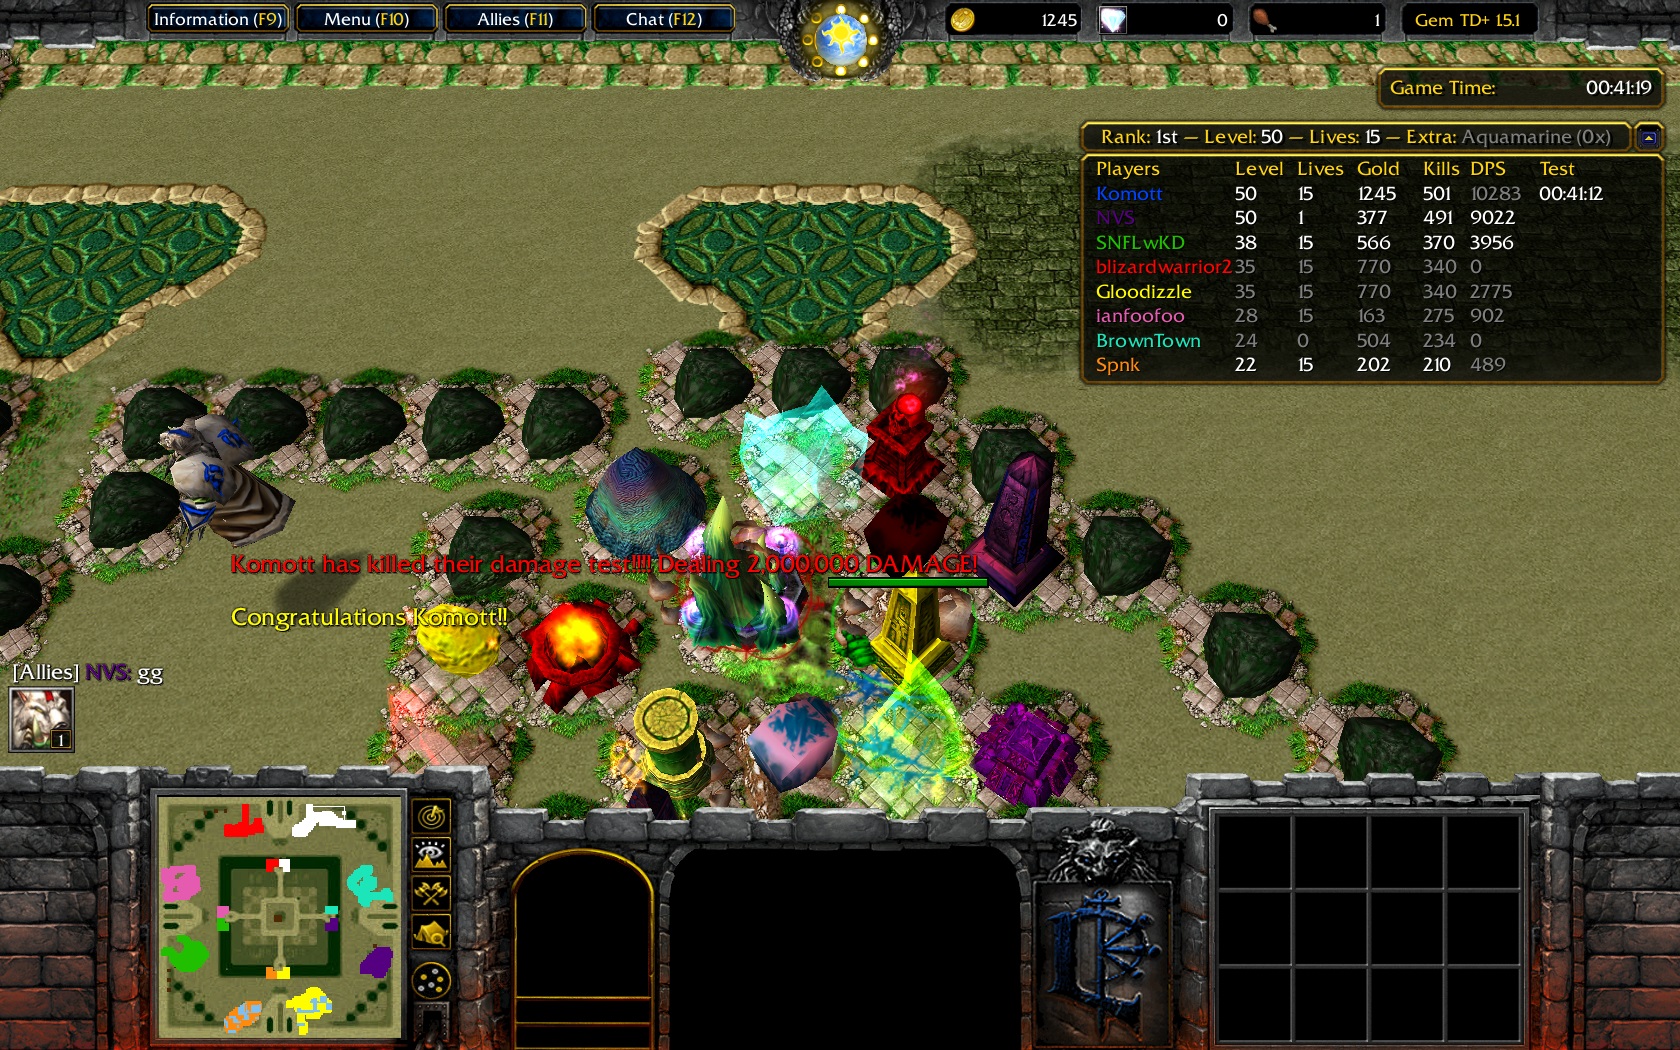 Information (F9) Menu (F10) Allies (F11) Chat (F12) 1245 0 1 Gem TD+ 1.5.1
Game Time: 00:41:19
Rank: 1st — Level: 50 — Lives: 15 — Extra: Aquamarine (0x)
Players Level Lives Gold Kills DPS Test
Komott 50 15 1245 501 10283 00:41:12
NVS 50 1 377 491 9022
SNFLwKD 38 15 566 370 3956
blizardwarrior2 35 15 770 340 0
Gloodizzle 35 15 770 340 2775
ianfoofoo 28 15 163 275 902
BrownTown 24 0 504 234 0
Spnk 22 15 202 210 489
Komott has killed their damage test!!!! Dealing 2,000,000 DAMAGE!
Congratulations Komott!!
[Allies] NVS: gg
1